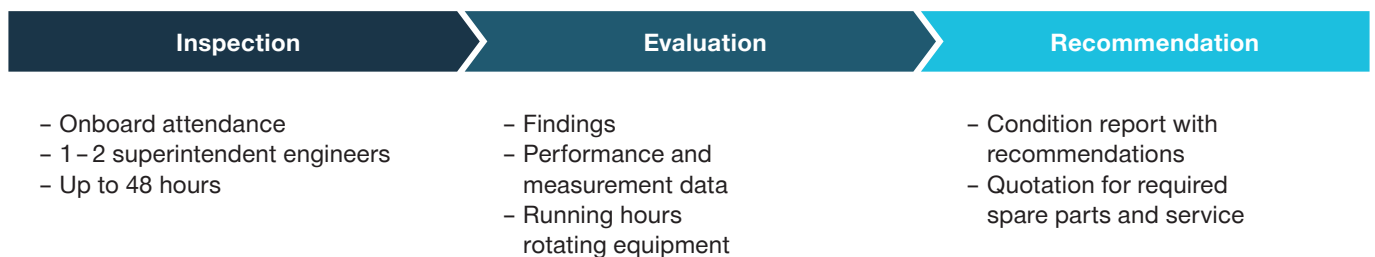 Inspection
Evaluation
Recommendation
– Onboard attendance
– 1 – 2 superintendent engineers
– Up to 48 hours
– Findings
– Performance and
measurement data
– Running hours
rotating equipment
– Condition report with
recommendations
– Quotation for required
spare parts and service